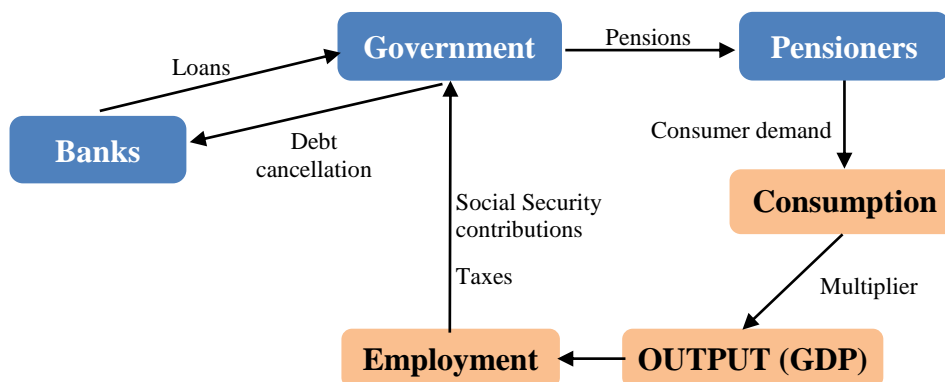 Government
Pensions
Pensioners
Loans
Banks
Debt
cancellation
Consumer demand
Consumption
Social Security
contributions
Taxes
Multiplier
Employment
OUTPUT (GDP)